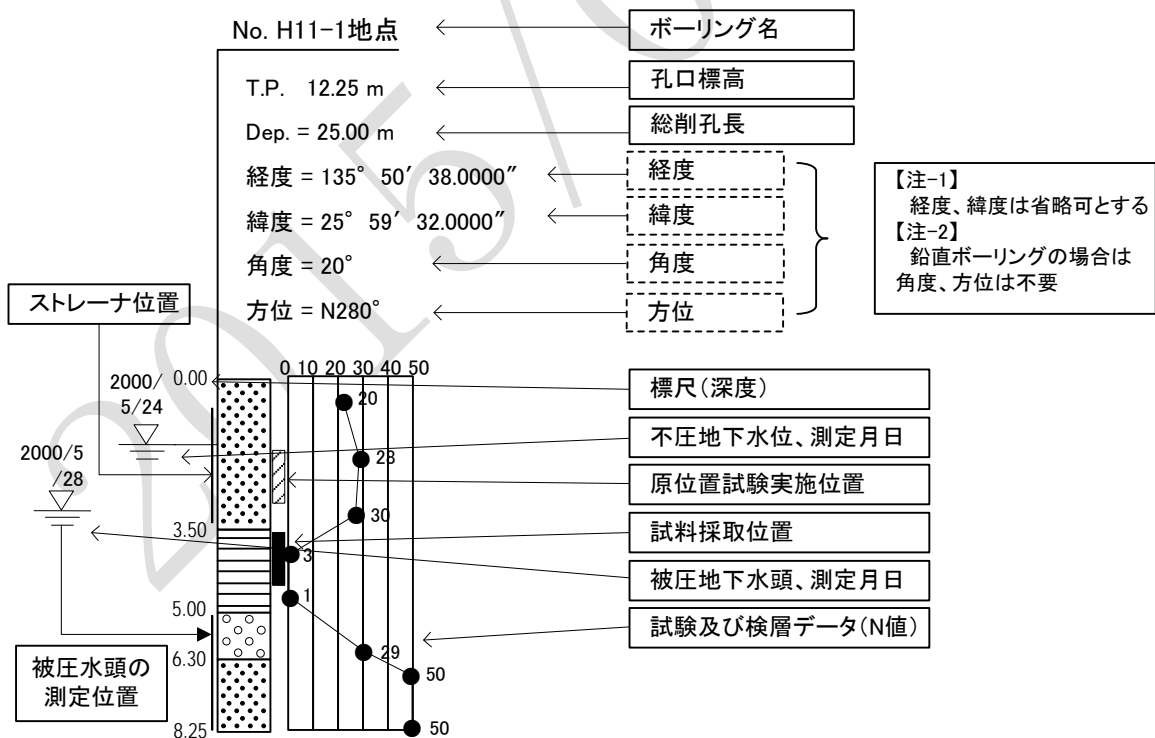 No. H11-1地点
ボーリング名
T.P. 12.25 m
孔口標高
Dep. = 25.00 m
総削孔長
経度 = 135° 50′ 38.0000″
経度
緯度 = 25° 59′ 32.0000″
緯度
角度 = 20°
角度
方位 = N280°
方位
【注-1】
経度、緯度は省略可とする
【注-2】
鉛直ボーリングの場合は
角度、方位は不要
ストレーナ位置
0 10 20 30 40 50
0.00
2000/
5/24
20
標尺(深度)
不圧地下水位、測定月日
2000/5
/28
28
原位置試験実施位置
30
3.50
試料採取位置
3
被圧地下水頭、測定月日
1
5.00
試験及び検層データ(N値)
29
6.30
被圧水頭の
測定位置
50
50
8.25